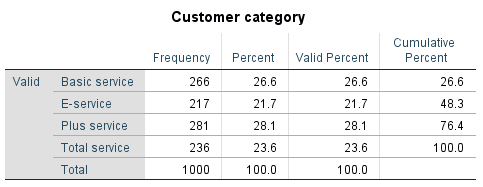 Customer category
Frequency Percent Valid Percent Cumulative Percent
Valid Basic service 266 26.6 26.6 26.6
E-service 217 21.7 21.7 48.3
Plus service 281 28.1 28.1 76.4
Total service 236 23.6 23.6 100.0
Total 1000 100.0 100.0